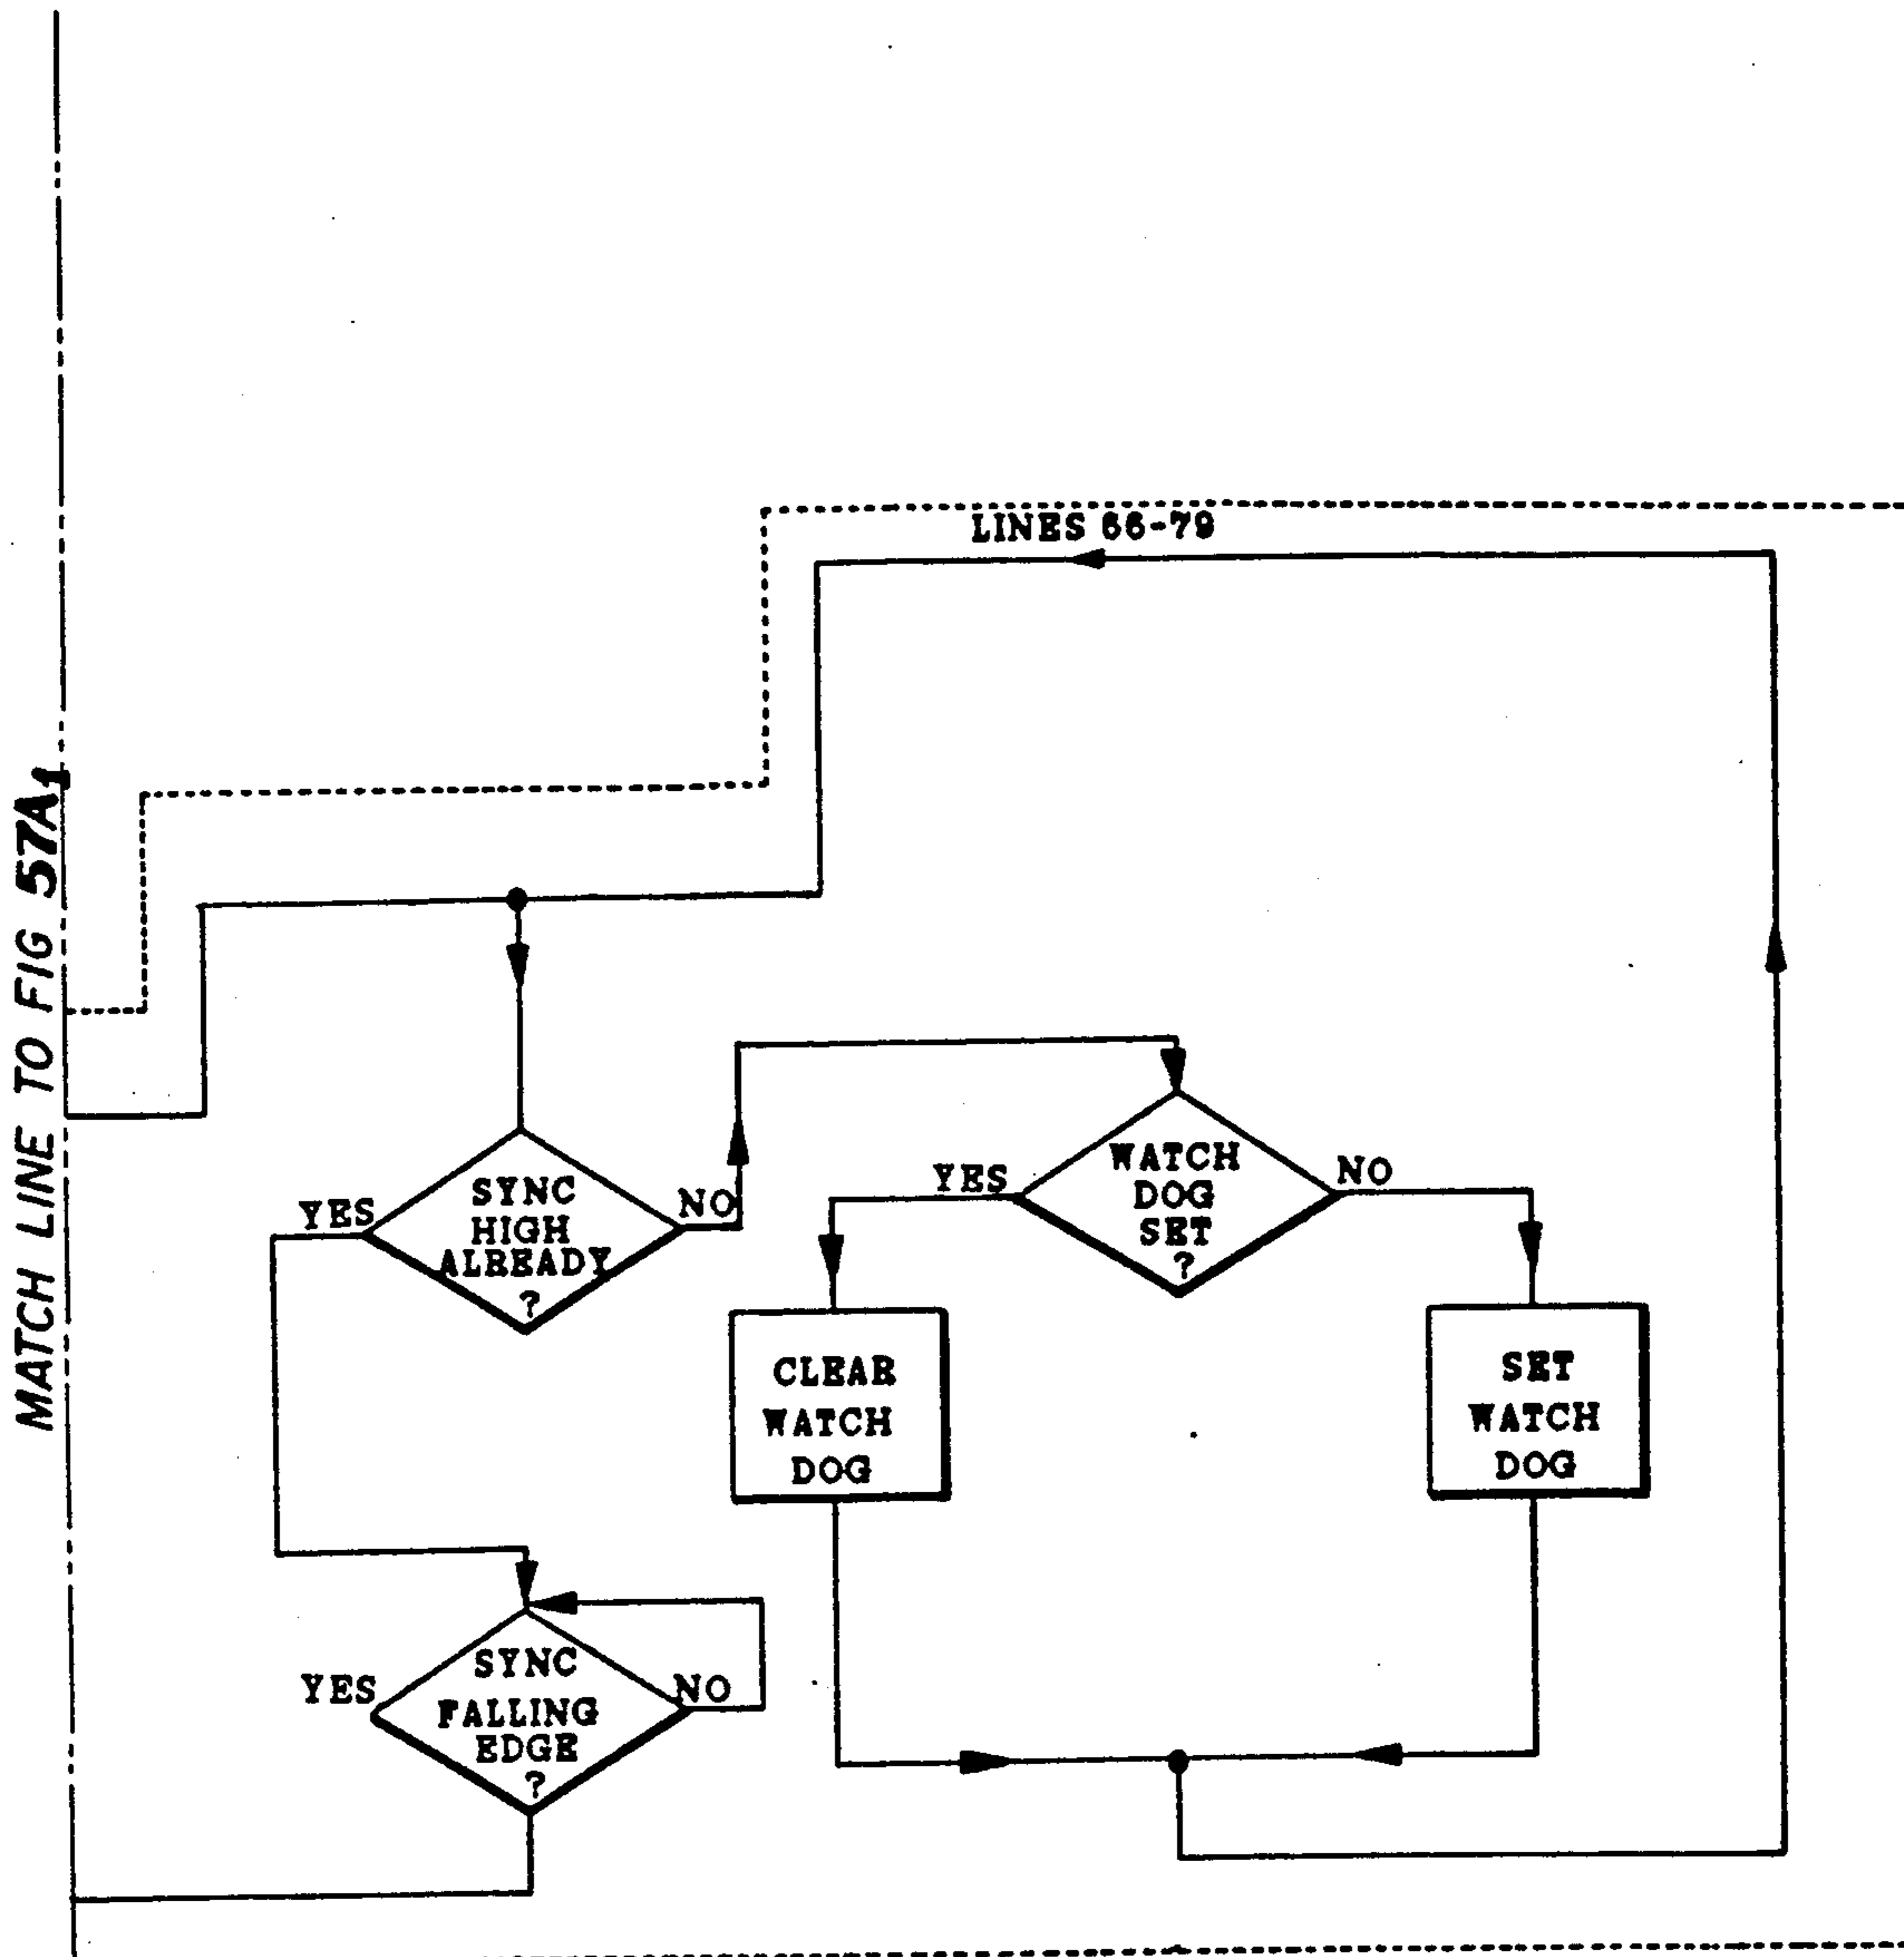 MATCH LINE TO FIG 57A1
LINES 66-79
SYNC
HIGH
ALREADY
?
YES
NO
WATCH
DOG
SET
?
YES
NO
CLEAR
WATCH
DOG
SET
WATCH
DOG
SYNC
FALLING
EDGE
?
YES
NO